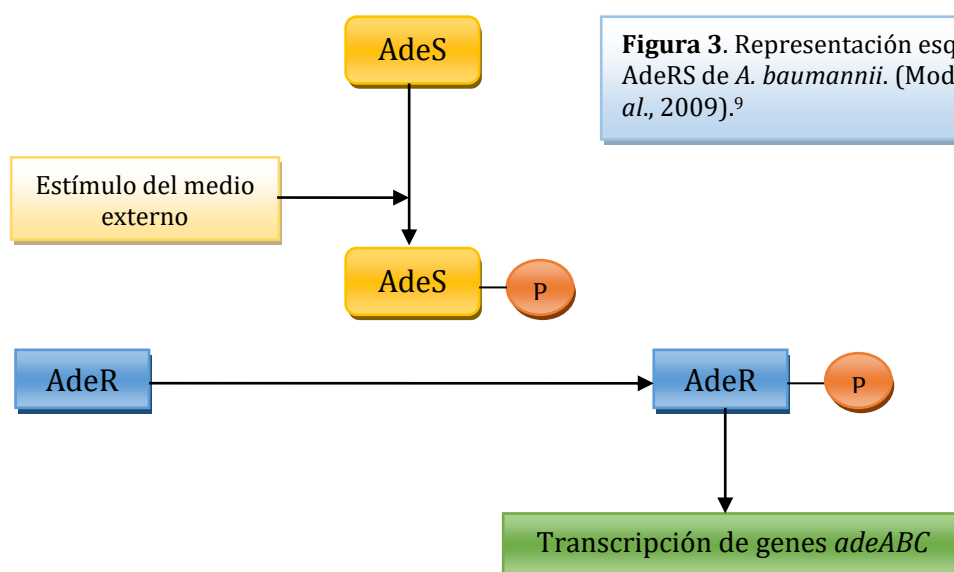 AdeS
Figura 3. Representación esq
AdeRS de A. baumannii. (Mod
al., 2009).⁹
Estímulo del medio
externo
AdeS
P
AdeR
AdeR
P
Transcripción de genes adeABC